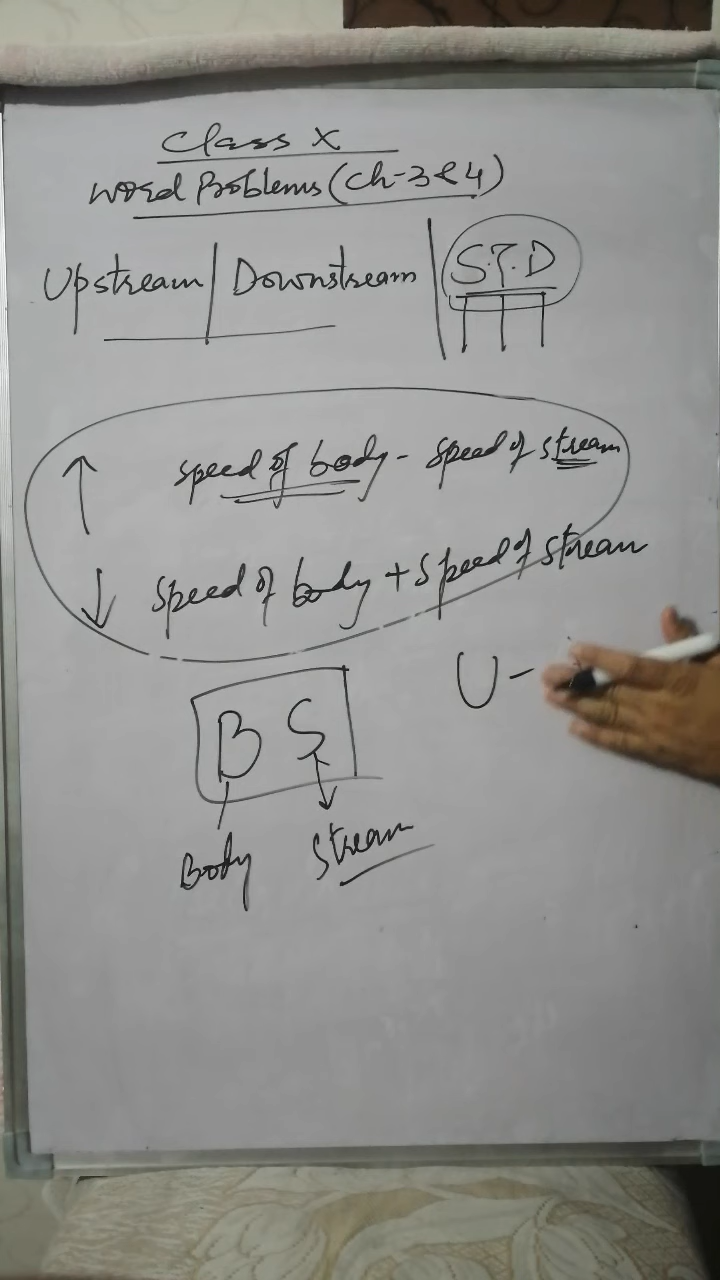 Class X
Word Problems (Ch-3 & 4)
Upstream | Downstream | S.T.D
↑ speed of body - speed of stream
↓ speed of body + speed of stream
B S
U -
Body Stream